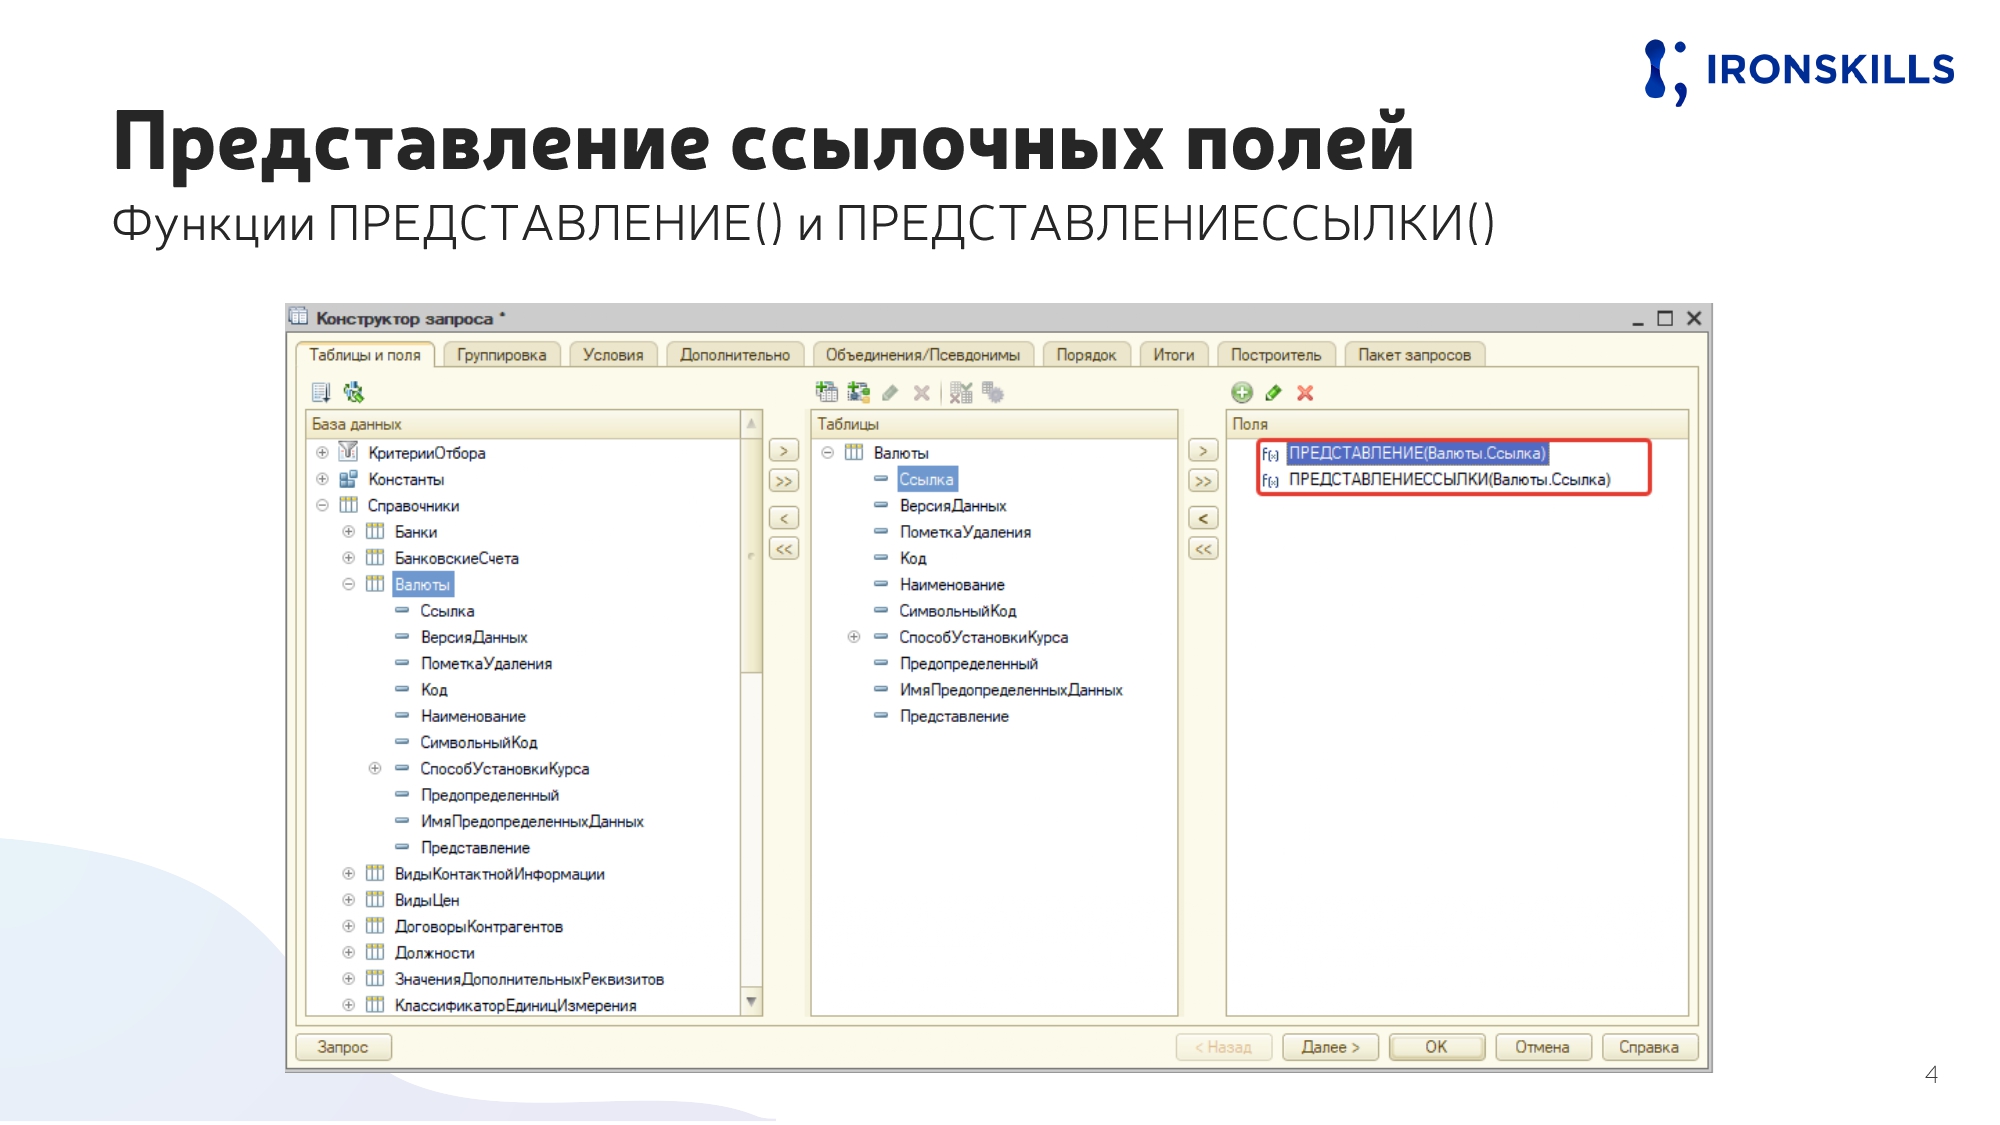 IRONSKILLS
Представление ссылочных полей
Функции ПРЕДСТАВЛЕНИЕ() и ПРЕДСТАВЛЕНИЕССЫЛКИ()
Конструктор запроса *
Таблицы и поля
Группировка
Условия
Дополнительно
Объединения/Псевдонимы
Порядок
Итоги
Построитель
Пакет запросов
База данных
КритерииОтбора
Константы
Справочники
Банки
БанковскиеСчета
Валюты
Ссылка
ВерсияДанных
ПометкаУдаления
Код
Наименование
СимвольныйКод
СпособУстановкиКурса
Предопределенный
ИмяПредопределенныхДанных
Представление
ВидыКонтактнойИнформации
ВидыЦен
ДоговорыКонтрагентов
Должности
ЗначенияДополнительныхРеквизитов
КлассификаторЕдиницИзмерения
>
>>
<
<<
Таблицы
Валюты
Ссылка
ВерсияДанных
ПометкаУдаления
Код
Наименование
СимвольныйКод
СпособУстановкиКурса
Предопределенный
ИмяПредопределенныхДанных
Представление
>
>>
<
<<
Поля
f(x) ПРЕДСТАВЛЕНИЕ(Валюты.Ссылка)
f(x) ПРЕДСТАВЛЕНИЕССЫЛКИ(Валюты.Ссылка)
Запрос
< Назад
Далее >
OK
Отмена
Справка
4